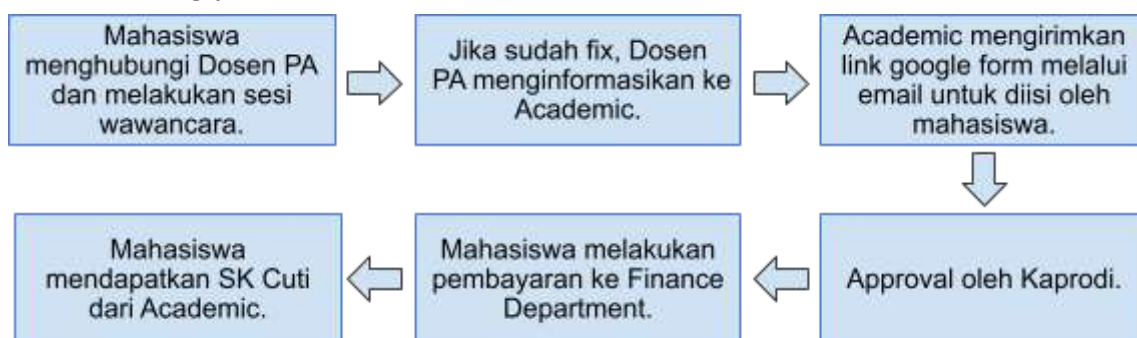 Mahasiswa
menghubungi Dosen PA
dan melakukan sesi
wawancara.
Jika sudah fix, Dosen
PA menginformasikan ke
Academic.
Academic mengirimkan
link google form melalui
email untuk diisi oleh
mahasiswa.
Approval oleh Kaprodi.
Mahasiswa melakukan
pembayaran ke Finance
Department.
Mahasiswa
mendapatkan SK Cuti
dari Academic.